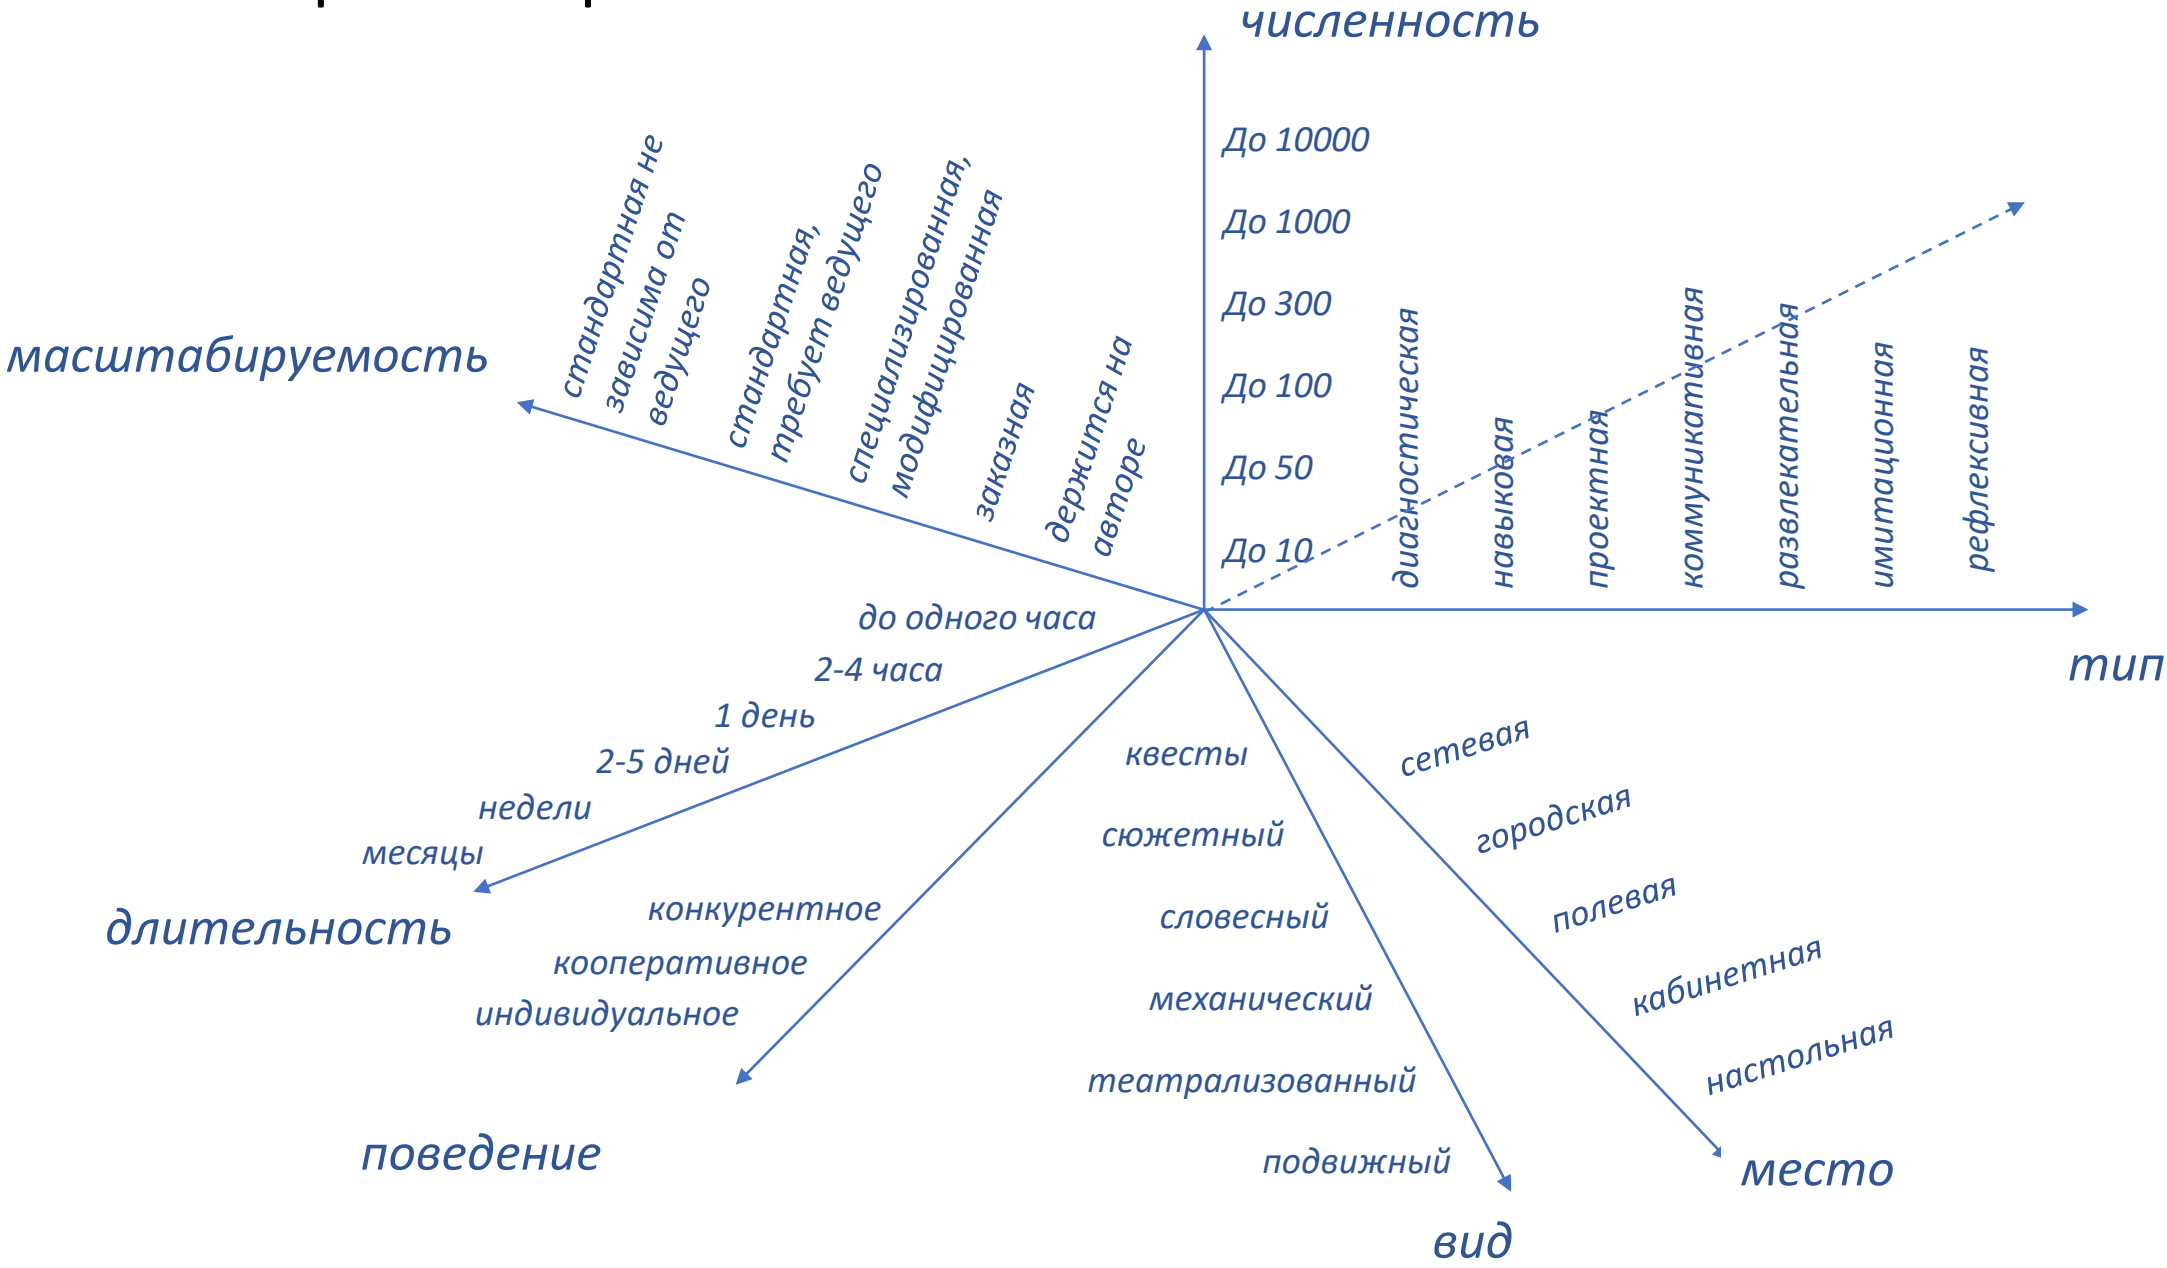 численность
До 10000
До 1000
До 300
До 100
До 50
До 10
масштабируемость
стандартная не
зависима от
ведущего
стандартная,
требует ведущего
специализированная,
модифицированная
заказная
держится на
авторе
диагностическая
навыковая
проектная
коммуникативная
развлекательная
имитационная
рефлексивная
тип
до одного часа
2-4 часа
1 день
2-5 дней
недели
месяцы
длительность
конкурентное
кооперативное
индивидуальное
поведение
квесты
сюжетный
словесный
механический
театрализованный
подвижный
вид
сетевая
городская
полевая
кабинетная
настольная
место